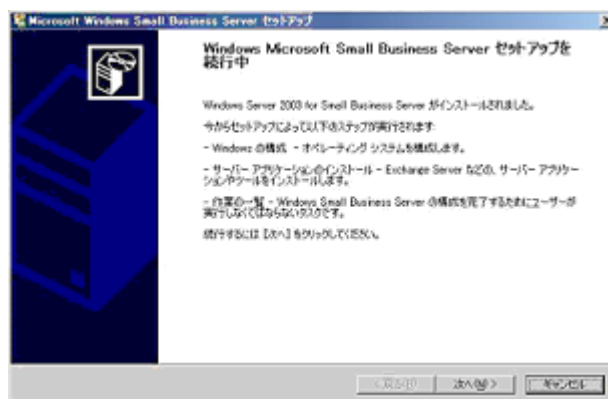 Microsoft Windows Small Business Server セットアップ
Windows Microsoft Small Business Server セットアップを
続行中
Windows Server 2003 for Small Business Server がインストールされました。
今からセットアップによって以下のステップが実行されます:
- Windows の構成 - オペレーティング システムを構成します。
- サーバー アプリケーションのインストール - Exchange Server などの、サーバー アプリケー
ションやツールをインストールします。
- 作業の一覧 - Windows Small Business Server の構成を完了するためにユーザーが
実行しなくてはならないタスクです。
続行するには [次へ] をクリックしてください。
< 戻る(B)
次へ(N) >
キャンセル